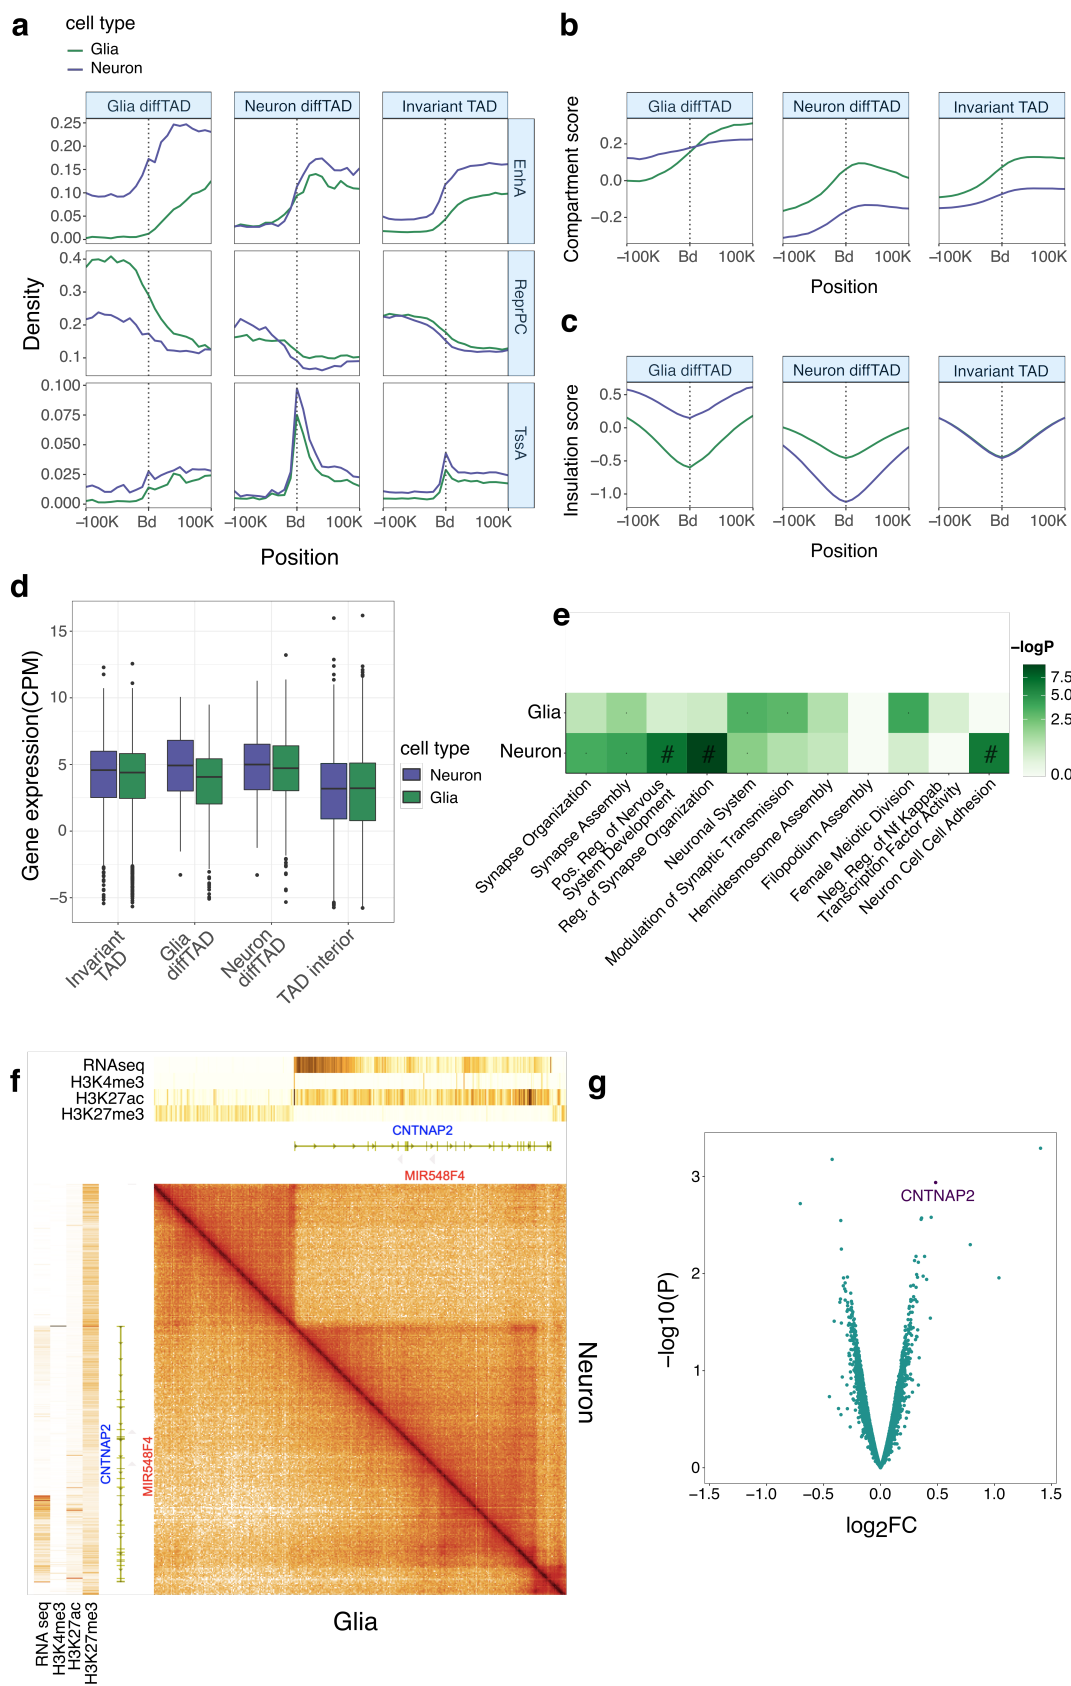 a
cell type
Glia
Neuron
Glia diffTAD
Neuron diffTAD
Invariant TAD
0.25
0.20
0.15
0.10
0.05
0.00
EnhA
0.4
0.3
0.2
0.1
ReprPC
0.100
0.075
0.050
0.025
0.000
TssA
Density
−100K Bd 100K
−100K Bd 100K
−100K Bd 100K
Position
b
Glia diffTAD
Neuron diffTAD
Invariant TAD
Compartment score
0.2
0.0
−0.2
−100K Bd 100K
−100K Bd 100K
−100K Bd 100K
Position
c
Glia diffTAD
Neuron diffTAD
Invariant TAD
Insulation score
0.5
0.0
−0.5
−1.0
−100K Bd 100K
−100K Bd 100K
−100K Bd 100K
Position
d
Gene expression(CPM)
15
10
5
0
−5
Invariant
TAD
Glia
diffTAD
Neuron
diffTAD
TAD interior
cell type
Neuron
Glia
e
Glia
Neuron
# # #
−logP
7.5
5.0
2.5
0.0
Synapse Organization
Synapse Assembly
Pos. Reg. of Nervous
System Development
Reg. of Synapse Organization
Neuronal System
Modulation of Synaptic Transmission
Hemidesmosome Assembly
Filopodium Assembly
Female Meiotic Division
Neg. Reg. of Nf Kappab
Transcription Factor Activity
Neuron Cell Cell Adhesion
f
RNAseq
H3K4me3
H3K27ac
H3K27me3
CNTNAP2
MIR548F4
CNTNAP2
MIR548F4
Neuron
Glia
RNA seq
H3K4me3
H3K27ac
H3K27me3
g
−log10(P)
3
2
1
0
CNTNAP2
−1.5 −1.0 −0.5 0.0 0.5 1.0 1.5
log2FC